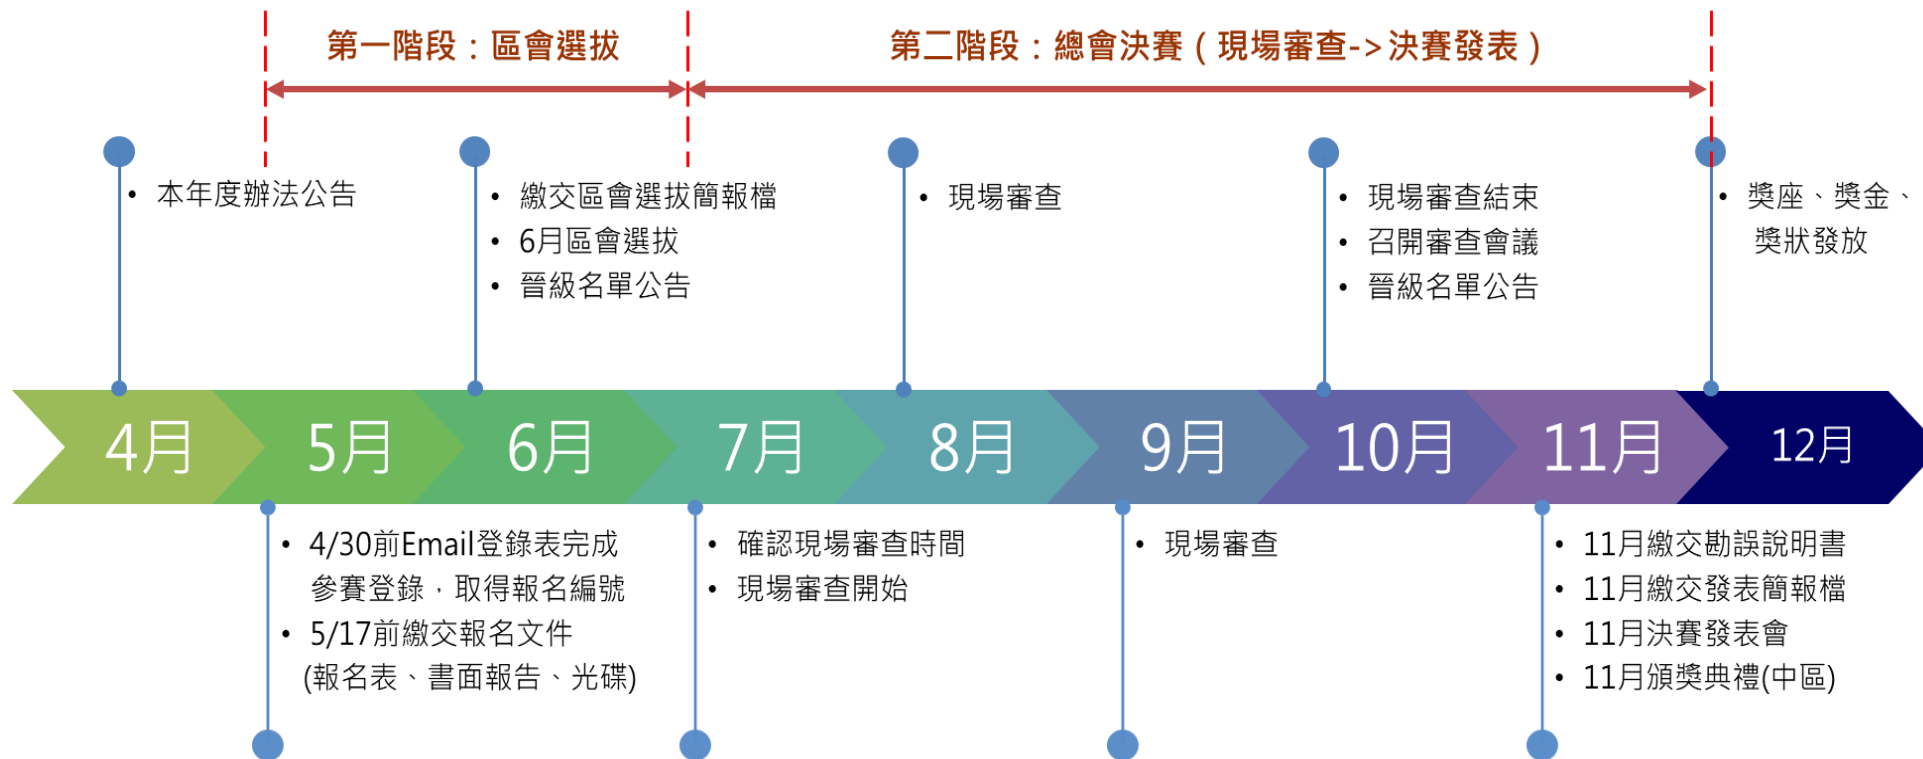 第一階段：區會選拔
第二階段：總會決賽（現場審查->決賽發表）
• 本年度辦法公告
• 繳交區會選拔簡報檔
• 6月區會選拔
• 晉級名單公告
• 現場審查
• 現場審查結束
• 召開審查會議
• 晉級名單公告
• 獎座、獎金、
獎狀發放
4月
5月
6月
7月
8月
9月
10月
11月
12月
• 4/30前Email登錄表完成
參賽登錄，取得報名編號
• 5/17前繳交報名文件
(報名表、書面報告、光碟)
• 確認現場審查時間
• 現場審查開始
• 現場審查
• 11月繳交勘誤說明書
• 11月繳交發表簡報檔
• 11月決賽發表會
• 11月頒獎典禮(中區)